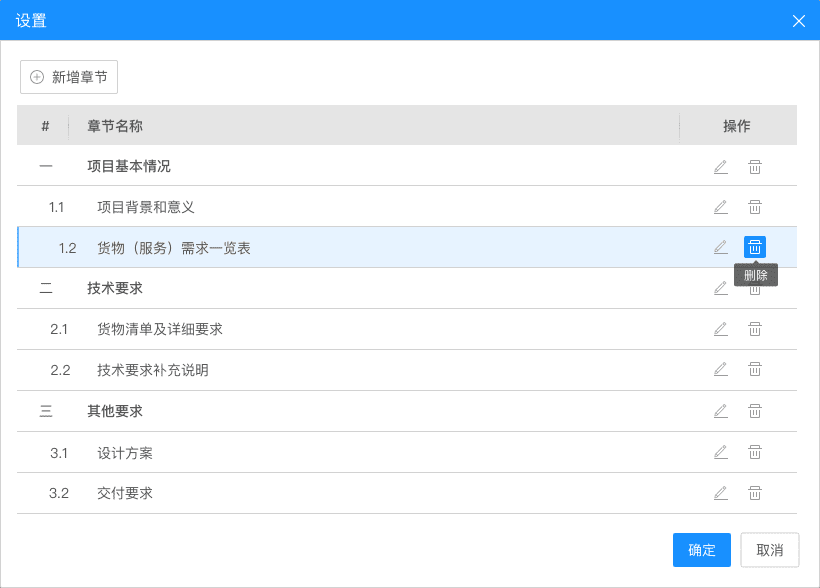 设置
新增章节
# 章节名称 操作
一 项目基本情况
1.1 项目背景和意义
1.2 货物（服务）需求一览表
删除
二 技术要求
2.1 货物清单及详细要求
2.2 技术要求补充说明
三 其他要求
3.1 设计方案
3.2 交付要求
确定 取消